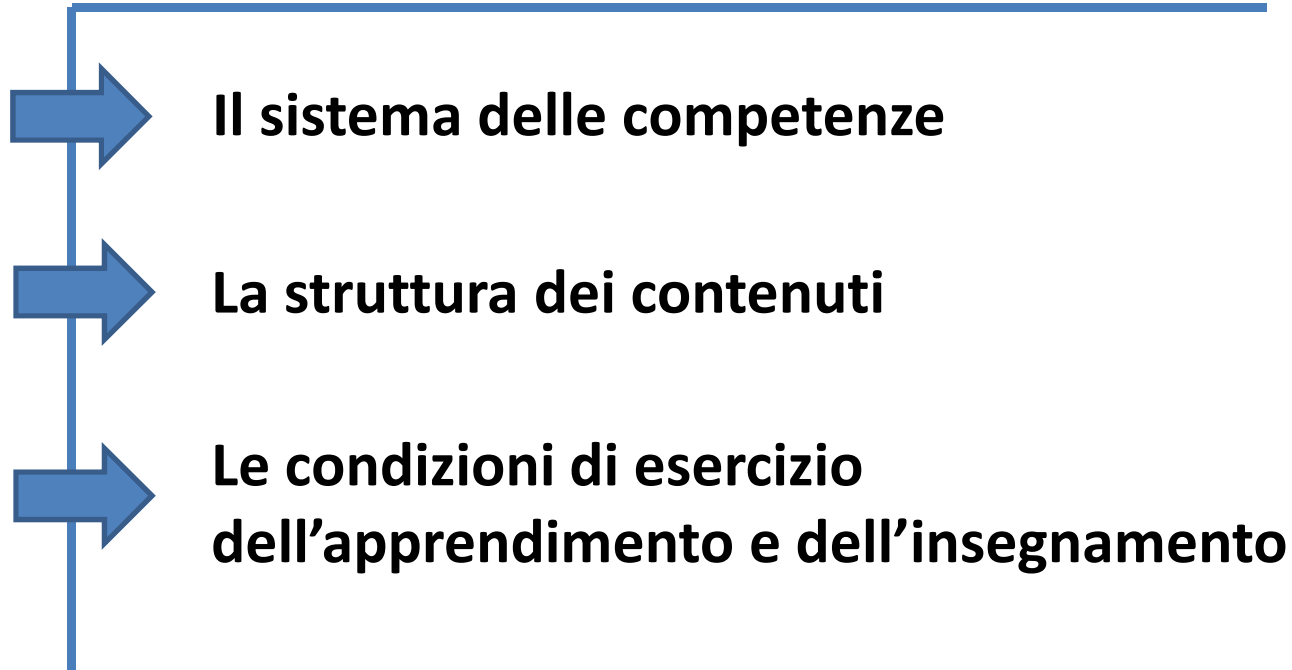 Il sistema delle competenze
La struttura dei contenuti
Le condizioni di esercizio
dell’apprendimento e dell’insegnamento